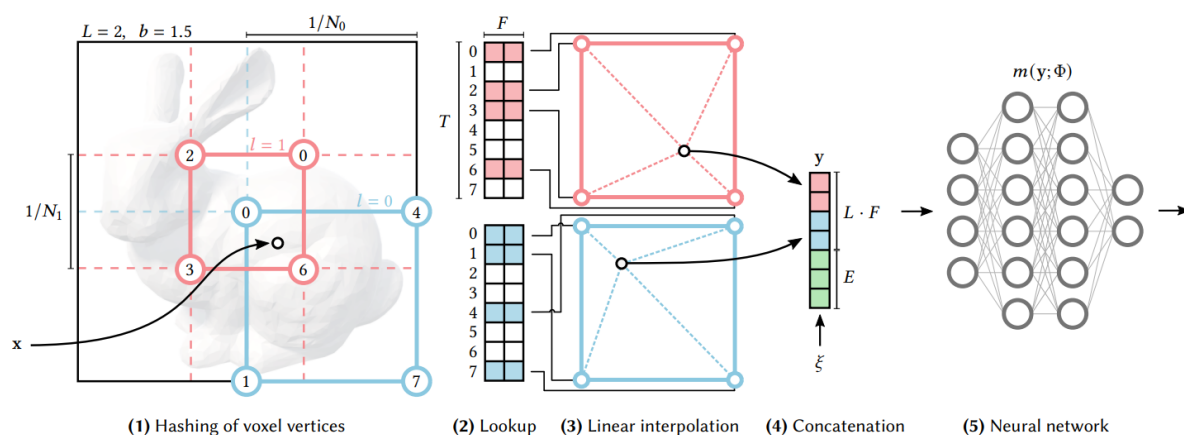 L = 2, b = 1.5
1/N₀
l = 1
2
0
1/N₁
0
l = 0
4
3
6
x
1
7
F
T
0
1
2
3
4
5
6
7
0
1
2
3
4
5
6
7
y
L · F
E
ξ
m(y; Φ)
(1) Hashing of voxel vertices
(2) Lookup
(3) Linear interpolation
(4) Concatenation
(5) Neural network